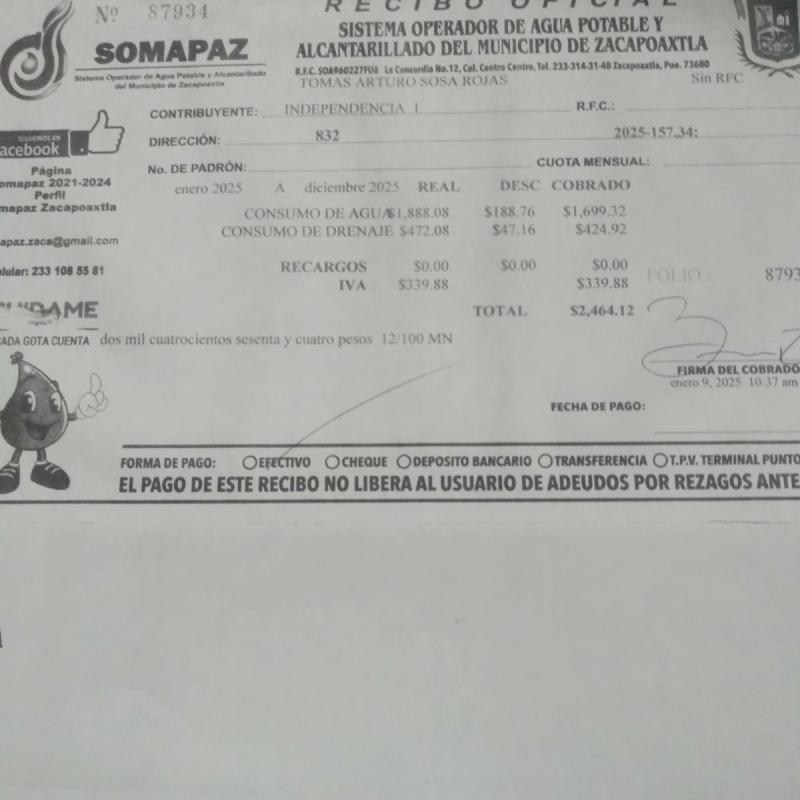 Nº 87934
RECIBO OFICIAL
SISTEMA OPERADOR DE AGUA POTABLE Y
ALCANTARILLADO DEL MUNICIPIO DE ZACAPOAXTLA
SOMAPAZ
Sistema Operador de Agua Potable y Alcantarillado
del Municipio de Zacapoaxtla
R.F.C. SOA960227FU6 La Concordia No.12, Col. Centro Centro, Tel. 233-314-31-48 Zacapoaxtla, Pue. 73680
TOMAS ARTURO SOSA ROJAS Sin RFC
CONTRIBUYENTE: INDEPENDENCIA 1 R.F.C.:
SIGUENOS EN
acebook
DIRECCIÓN: 832 2025-157.34:
No. DE PADRÓN: CUOTA MENSUAL:
Página
omapaz 2021-2024
Perfil
mapaz Zacapoaxtla
enero 2025 A diciembre 2025 REAL DESC COBRADO
CONSUMO DE AGUA $1,888.08 $188.76 $1,699.32
CONSUMO DE DRENAJE $472.08 $47.16 $424.92
apaz.zaca@gmail.com
elular: 233 108 55 81
RECARGOS $0.00 $0.00 $0.00
IVA $339.88 $339.88
FOLIO: 8793
TOTAL $2,464.12
ADA GOTA CUENTA dos mil cuatrocientos sesenta y cuatro pesos 12/100 MN
FIRMA DEL COBRADO
enero 9, 2025 10:37 am
FECHA DE PAGO:
FORMA DE PAGO: EFECTIVO CHEQUE DEPOSITO BANCARIO TRANSFERENCIA T.P.V. TERMINAL PUNTO
EL PAGO DE ESTE RECIBO NO LIBERA AL USUARIO DE ADEUDOS POR REZAGOS ANTE